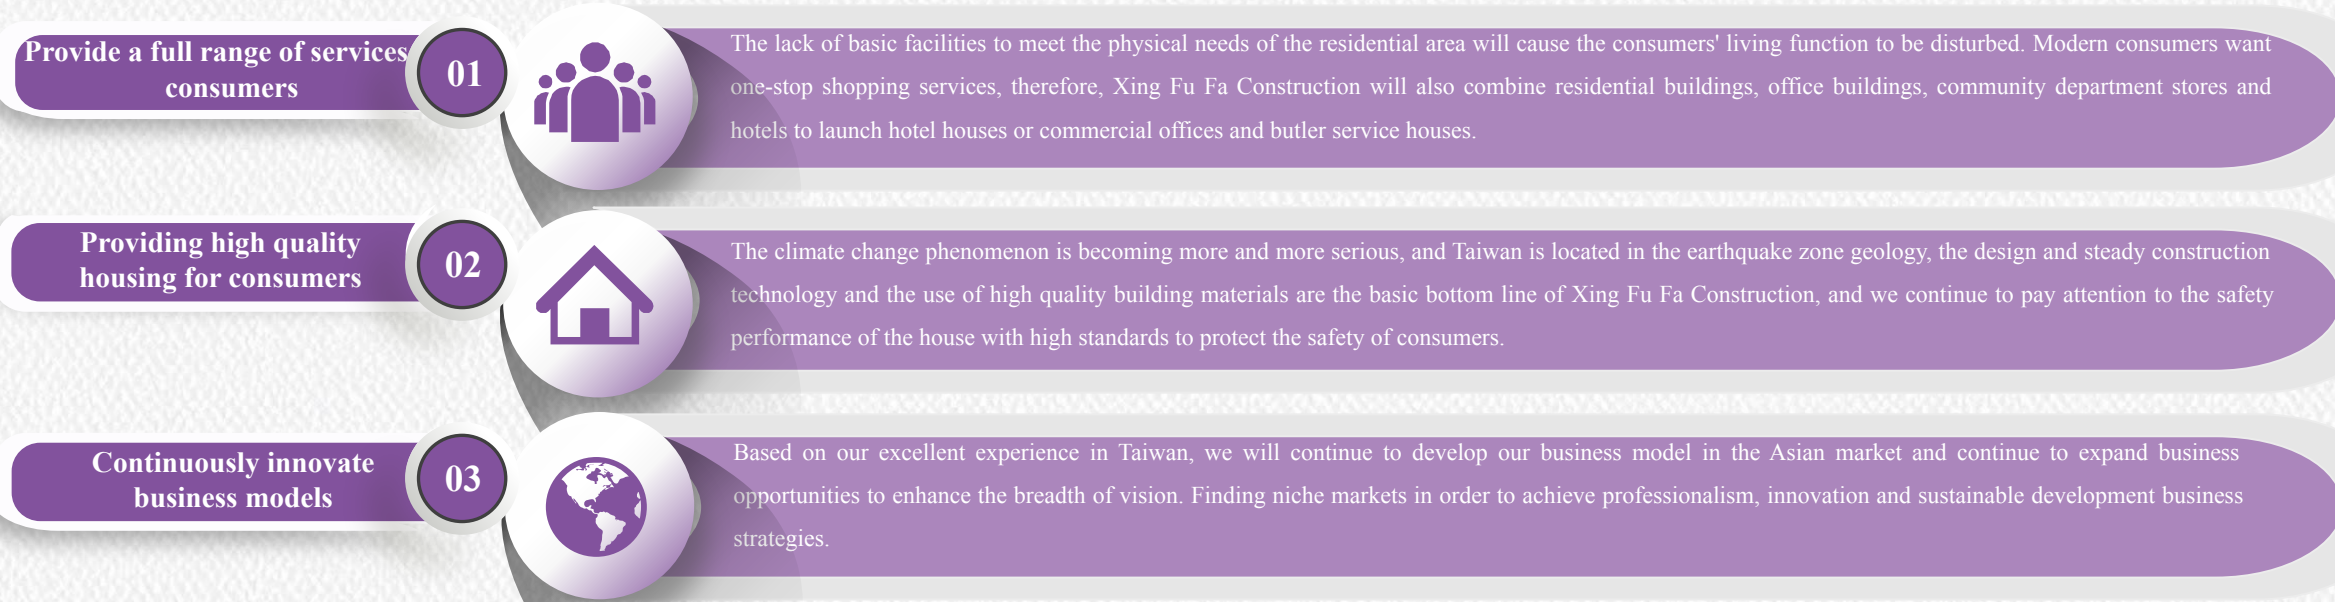 Provide a full range of services
consumers
01
The lack of basic facilities to meet the physical needs of the residential area will cause the consumers' living function to be disturbed. Modern consumers want
one-stop shopping services, therefore, Xing Fu Fa Construction will also combine residential buildings, office buildings, community department stores and
hotels to launch hotel houses or commercial offices and butler service houses.
Providing high quality
housing for consumers
02
The climate change phenomenon is becoming more and more serious, and Taiwan is located in the earthquake zone geology, the design and steady construction
technology and the use of high quality building materials are the basic bottom line of Xing Fu Fa Construction, and we continue to pay attention to the safety
performance of the house with high standards to protect the safety of consumers.
Continuously innovate
business models
03
Based on our excellent experience in Taiwan, we will continue to develop our business model in the Asian market and continue to expand business
opportunities to enhance the breadth of vision. Finding niche markets in order to achieve professionalism, innovation and sustainable development business
strategies.